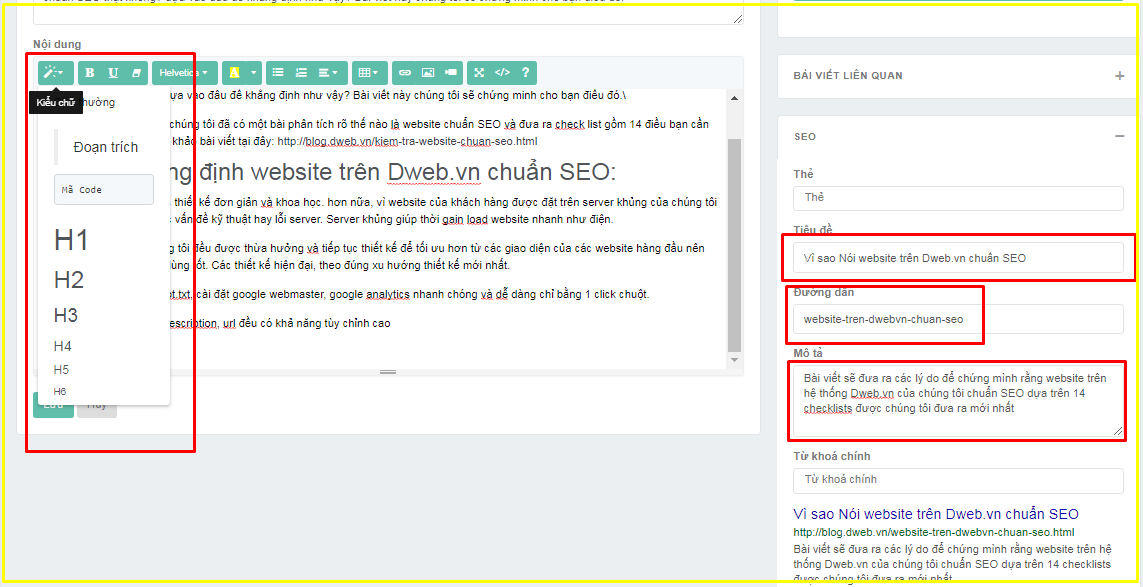 Nội dung
B U
Helvetica
A
?
Kiểu chữ
hường
Đoạn trích
Mã Code
H1
H2
H3
H4
H5
H6
Lưu Hủy
ựa vào đâu để khẳng định như vậy? Bài viết này chúng tôi sẽ chứng minh cho bạn điều đó.\
chúng tôi đã có một bài phân tích rõ thế nào là website chuẩn SEO và đưa ra check list gồm 14 điều bạn cần
khảo bài viết tại đây: http://blog.dweb.vn/kiem-tra-website-chuan-seo.html
ng định website trên Dweb.vn chuẩn SEO:
thiết kế đơn giản và khoa học. hơn nữa, vì website của khách hàng được đặt trên server khủng của chúng tôi
vấn đề kỹ thuật hay lỗi server. Server khủng giúp thời gain load website nhanh như điện.
g tôi đều được thừa hưởng và tiếp tục thiết kế để tối ưu hơn từ các giao diện của các website hàng đầu nên
ùng tốt. Các thiết kế hiện đại, theo đúng xu hướng thiết kế mới nhất.
ot.txt, cài đặt google webmaster, google analytics nhanh chóng và dễ dàng chỉ bằng 1 click chuột.
escription, url đều có khả năng tùy chỉnh cao
BÀI VIẾT LIÊN QUAN +
SEO −
Thẻ
Thẻ
Tiêu đề
Vì sao Nói website trên Dweb.vn chuẩn SEO
Đường dẫn
website-tren-dwebvn-chuan-seo
Mô tả
Bài viết sẽ đưa ra các lý do để chứng mình rằng website trên
hệ thống Dweb.vn của chúng tôi chuẩn SEO dựa trên 14
checklists được chúng tôi đưa ra mới nhất
Từ khoá chính
Từ khoá chính
Vì sao Nói website trên Dweb.vn chuẩn SEO
http://blog.dweb.vn/website-tren-dwebvn-chuan-seo.html
Bài viết sẽ đưa ra các lý do để chứng mình rằng website trên hệ
thống Dweb.vn của chúng tôi chuẩn SEO dựa trên 14 checklists
được chúng tôi đưa ra mới nhất